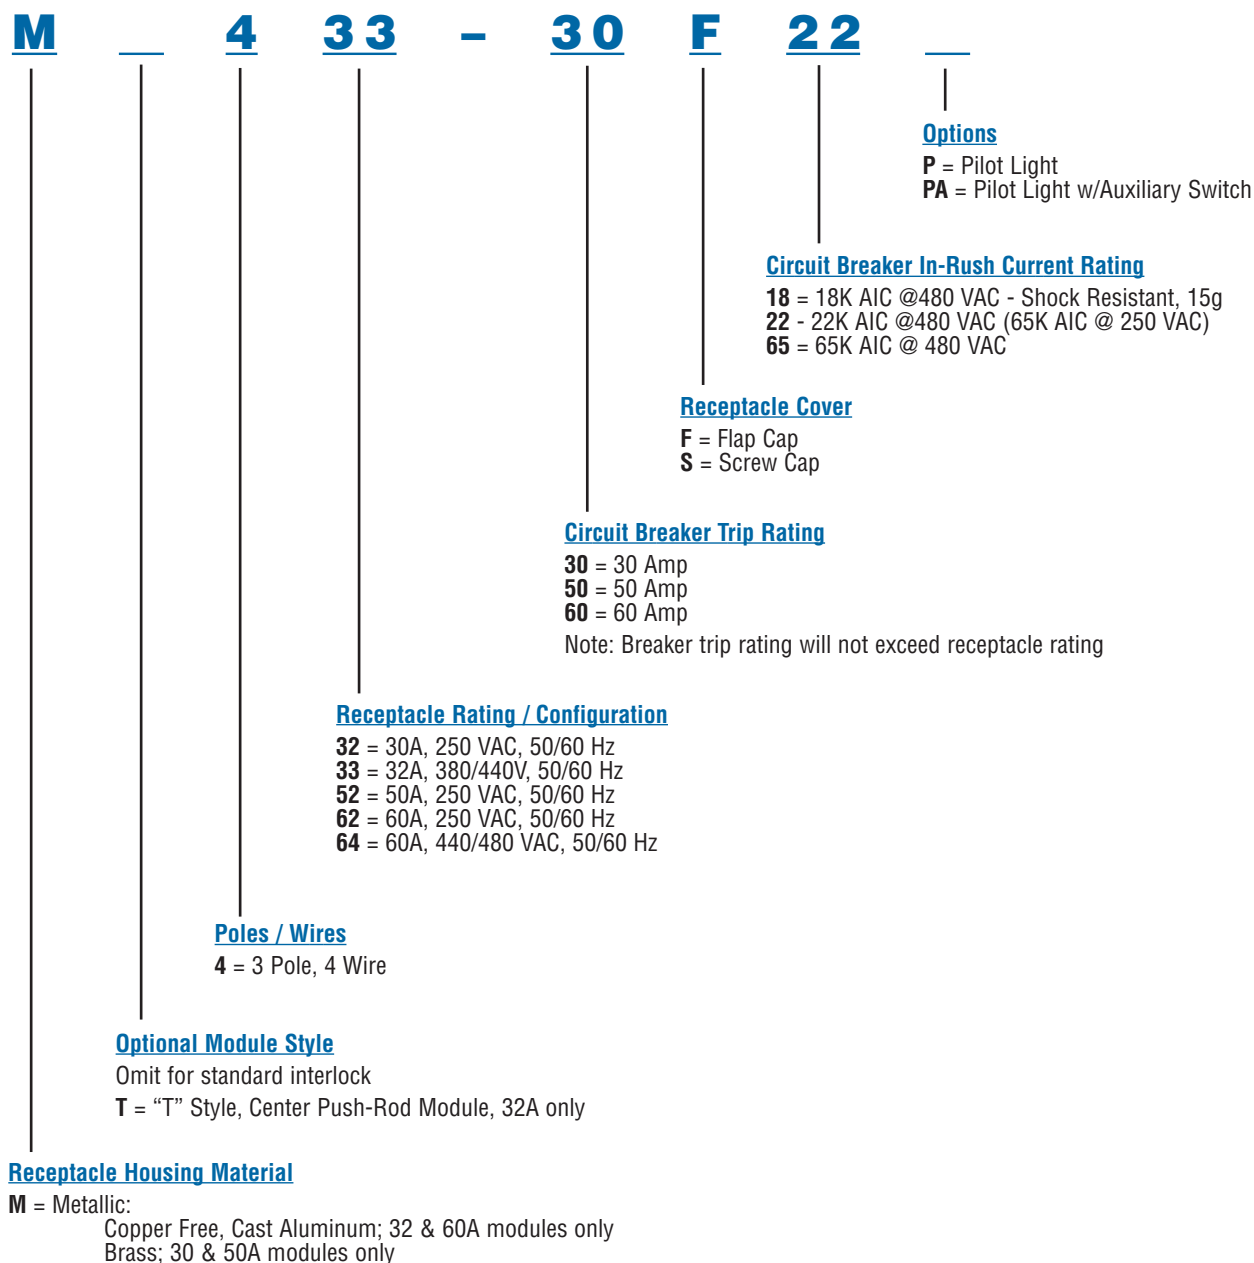 M __ 4 33 – 30 F 22 __
Options
P = Pilot Light
PA = Pilot Light w/Auxiliary Switch
Circuit Breaker In-Rush Current Rating
18 = 18K AIC @480 VAC - Shock Resistant, 15g
22 - 22K AIC @480 VAC (65K AIC @ 250 VAC)
65 = 65K AIC @ 480 VAC
Receptacle Cover
F = Flap Cap
S = Screw Cap
Circuit Breaker Trip Rating
30 = 30 Amp
50 = 50 Amp
60 = 60 Amp
Note: Breaker trip rating will not exceed receptacle rating
Receptacle Rating / Configuration
32 = 30A, 250 VAC, 50/60 Hz
33 = 32A, 380/440V, 50/60 Hz
52 = 50A, 250 VAC, 50/60 Hz
62 = 60A, 250 VAC, 50/60 Hz
64 = 60A, 440/480 VAC, 50/60 Hz
Poles / Wires
4 = 3 Pole, 4 Wire
Optional Module Style
Omit for standard interlock
T = “T” Style, Center Push-Rod Module, 32A only
Receptacle Housing Material
M = Metallic:
Copper Free, Cast Aluminum; 32 & 60A modules only
Brass; 30 & 50A modules only